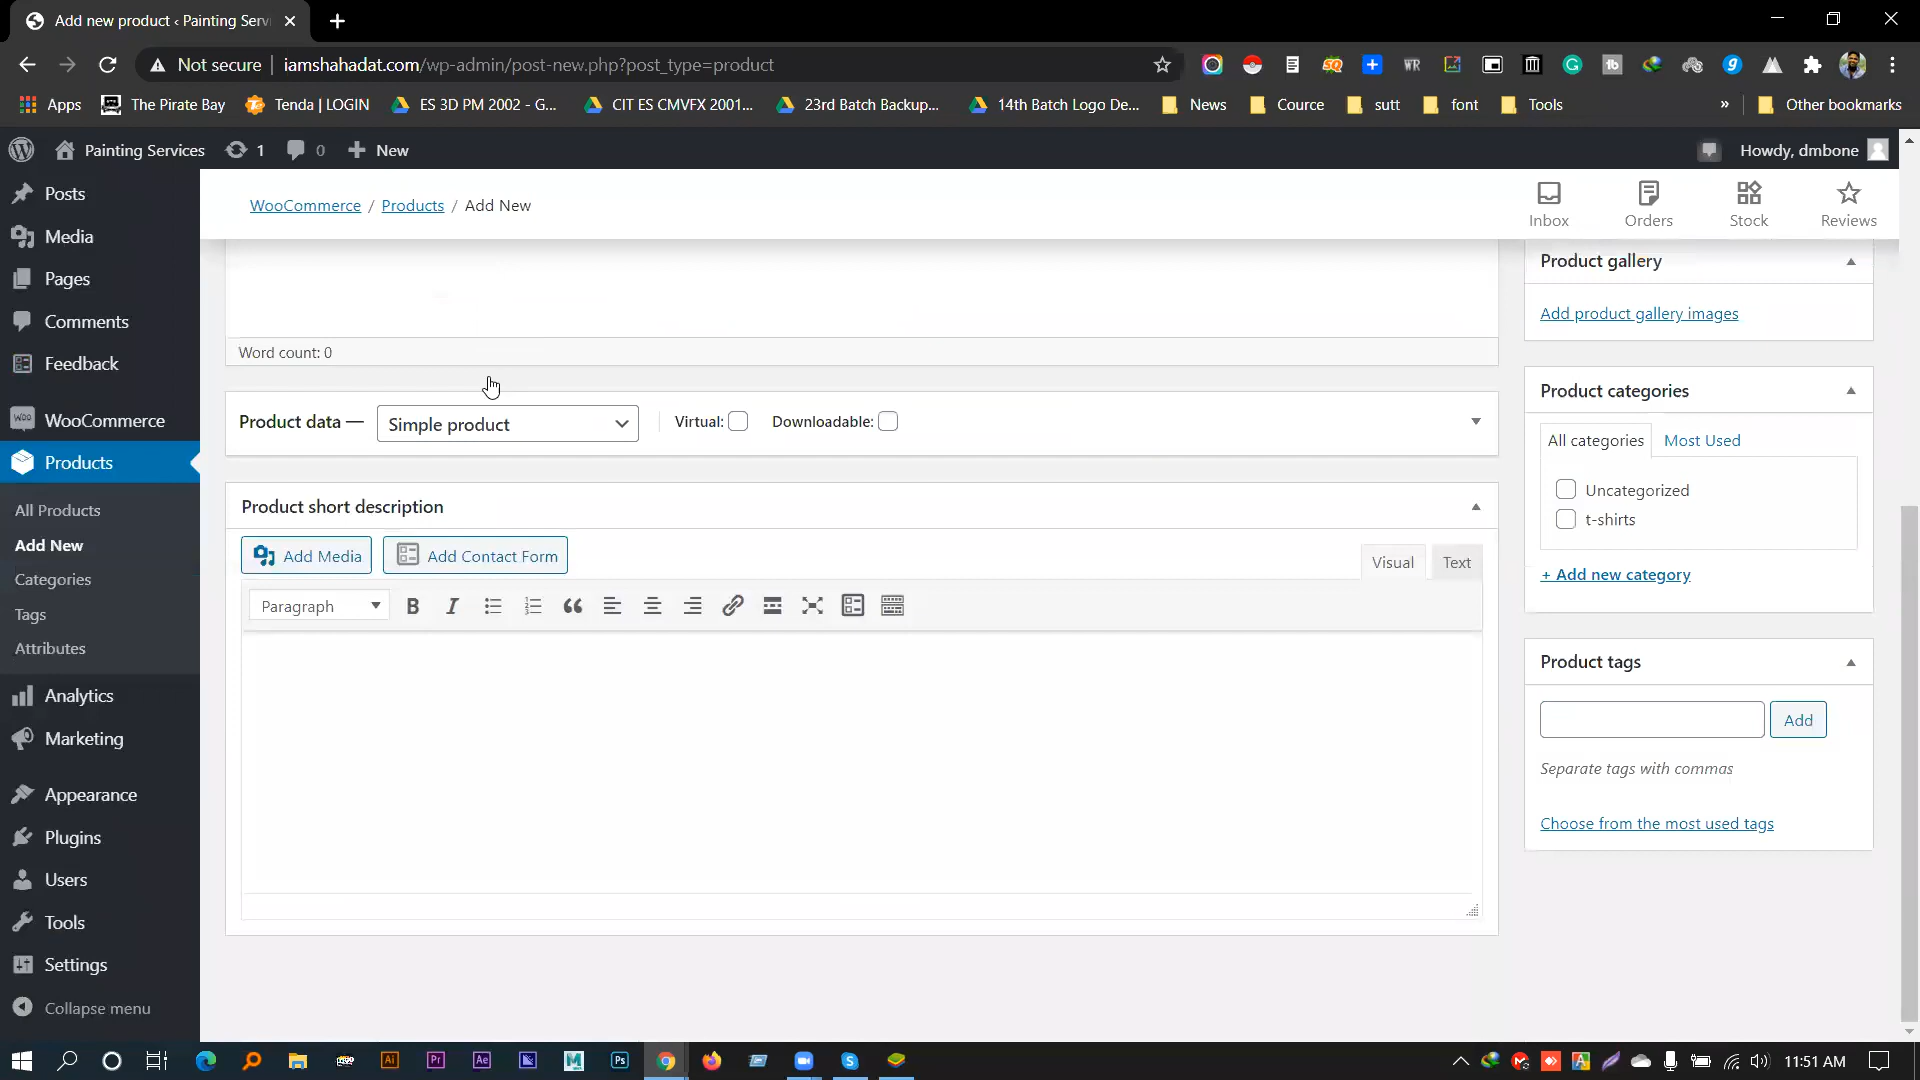 Add new product ‹ Painting Serv
Not secure
iamshahadat.com/wp-admin/post-new.php?post_type=product
Apps
The Pirate Bay
Tenda | LOGIN
ES 3D PM 2002 - G...
CIT ES CMVFX 2001...
23rd Batch Backup...
14th Batch Logo De...
News
Cource
sutt
font
Tools
»
Other bookmarks
Painting Services
1
0
New
Howdy, dmbone
Posts
Media
Pages
Comments
Feedback
WooCommerce
Products
All Products
Add New
Categories
Tags
Attributes
Analytics
Marketing
Appearance
Plugins
Users
Tools
Settings
Collapse menu
WooCommerce / Products / Add New
Inbox
Orders
Stock
Reviews
Word count: 0
Product data —
Simple product
Virtual:
Downloadable:
Product short description
Add Media
Add Contact Form
Visual
Text
Paragraph
B
I
Product gallery
Add product gallery images
Product categories
All categories
Most Used
Uncategorized
t-shirts
+ Add new category
Product tags
Add
Separate tags with commas
Choose from the most used tags
11:51 AM